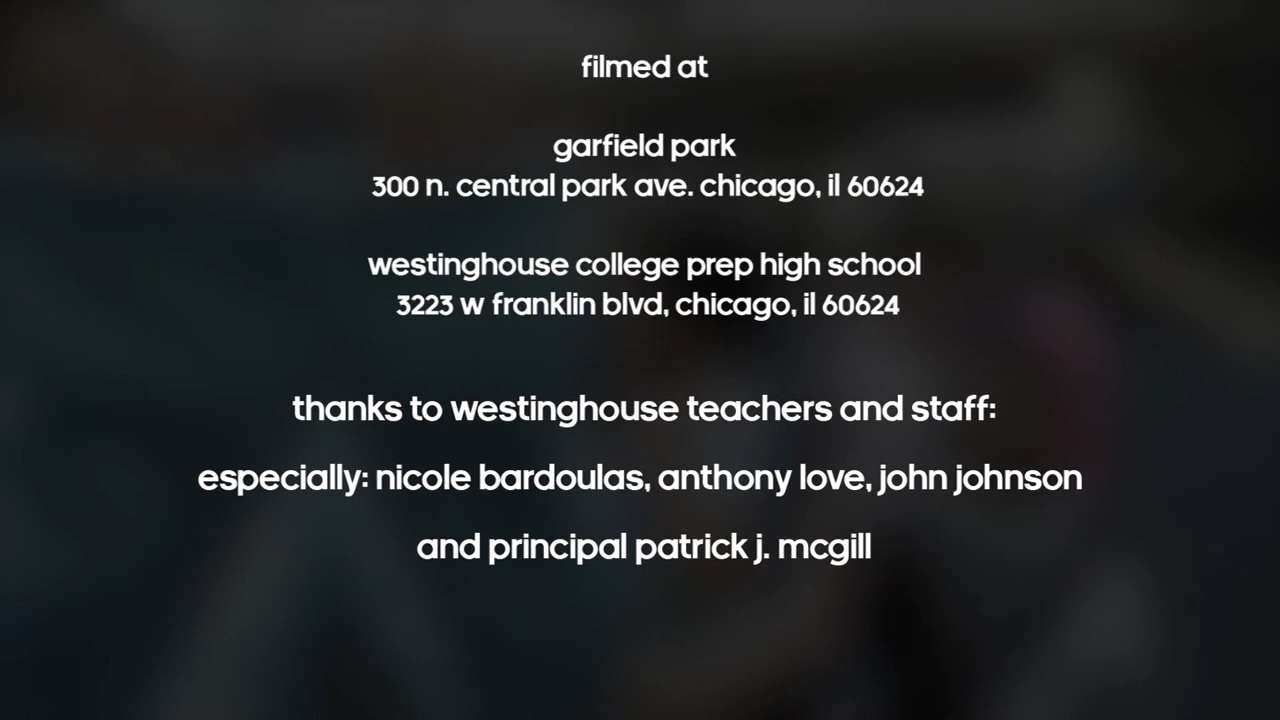 filmed at
garfield park
300 n. central park ave. chicago, il 60624
westinghouse college prep high school
3223 w franklin blvd, chicago, il 60624
thanks to westinghouse teachers and staff:
especially: nicole bardoulas, anthony love, john johnson
and principal patrick j. mcgill